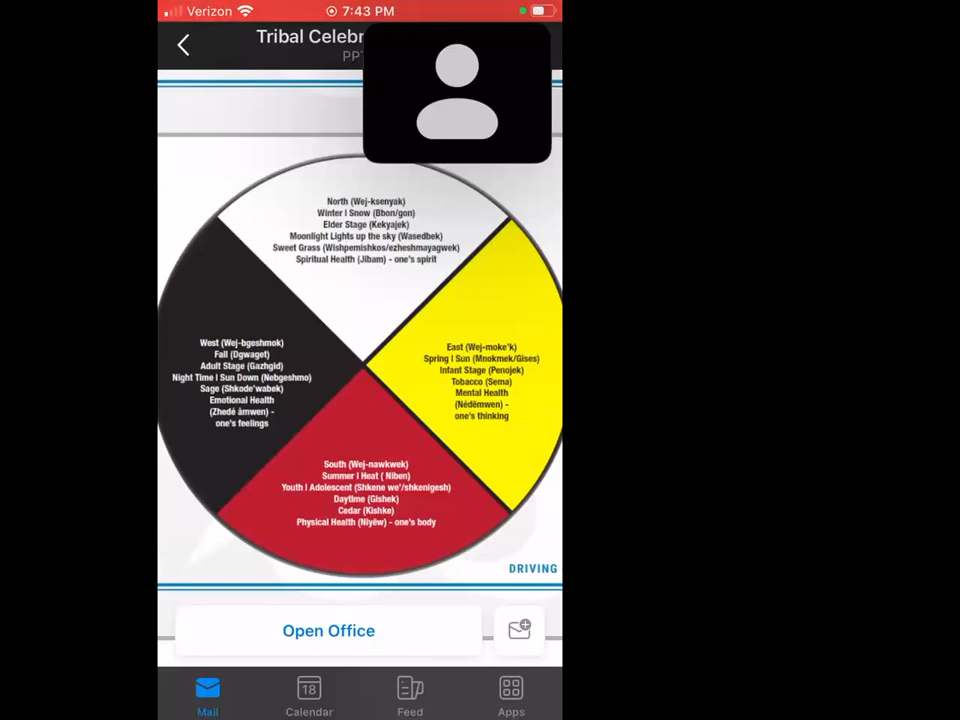 Verizon
7:43 PM
Tribal Celebr
PPT
North (Wej-ksenyak)
Winter | Snow (Bbon/gon)
Elder Stage (Kekyajek)
Moonlight Lights up the sky (Wasedbek)
Sweet Grass (Wishpemishkos/ezheshmayagwek)
Spiritual Health (Jibam) - one's spirit
West (Wej-bgeshmok)
Fall (Dgwaget)
Adult Stage (Gazhgid)
Night Time | Sun Down (Nebgeshmo)
Sage (Shkode'wabek)
Emotional Health
(Zhedé àmwen) -
one's feelings
East (Wej-moke'k)
Spring | Sun (Mnokmek/Gises)
Infant Stage (Penojek)
Tobacco (Sema)
Mental Health
(Nédëmwen) -
one's thinking
South (Wej-nawkwek)
Summer | Heat ( Niben)
Youth | Adolescent (Shkene we'/shkenigesh)
Daytime (Gishek)
Cedar (Kishke)
Physical Health (Niyëw) - one's body
DRIVING
Open Office
18
Mail
Calendar
Feed
Apps